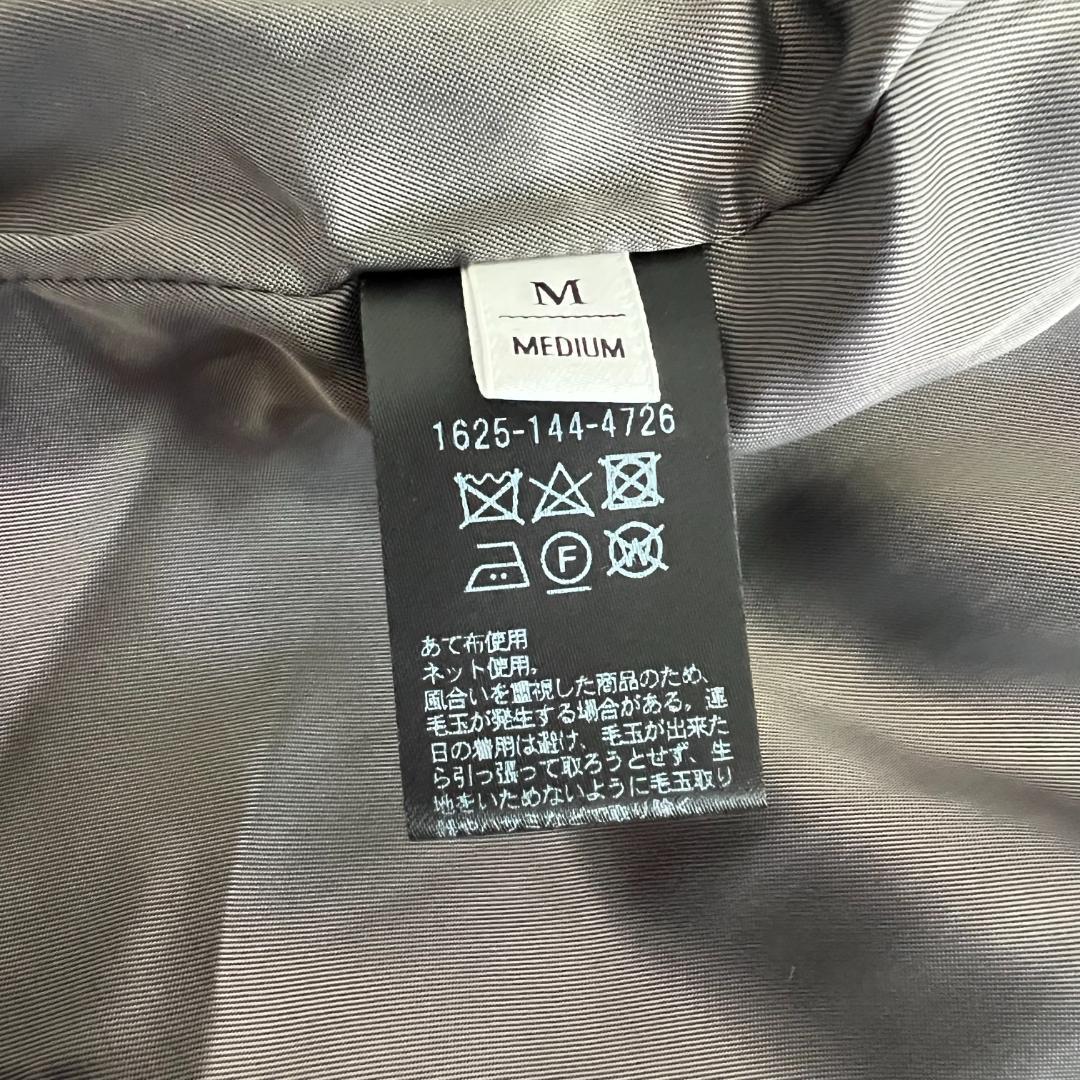 M
MEDIUM
1625-144-4726
F
W
あて布使用
ネット使用。
風合いを重視した商品のため、
毛玉が発生する場合がある。連
日の着用は避け、毛玉が出来た
ら引っ張って取ろうとせず、生
地をいためないように毛玉取り